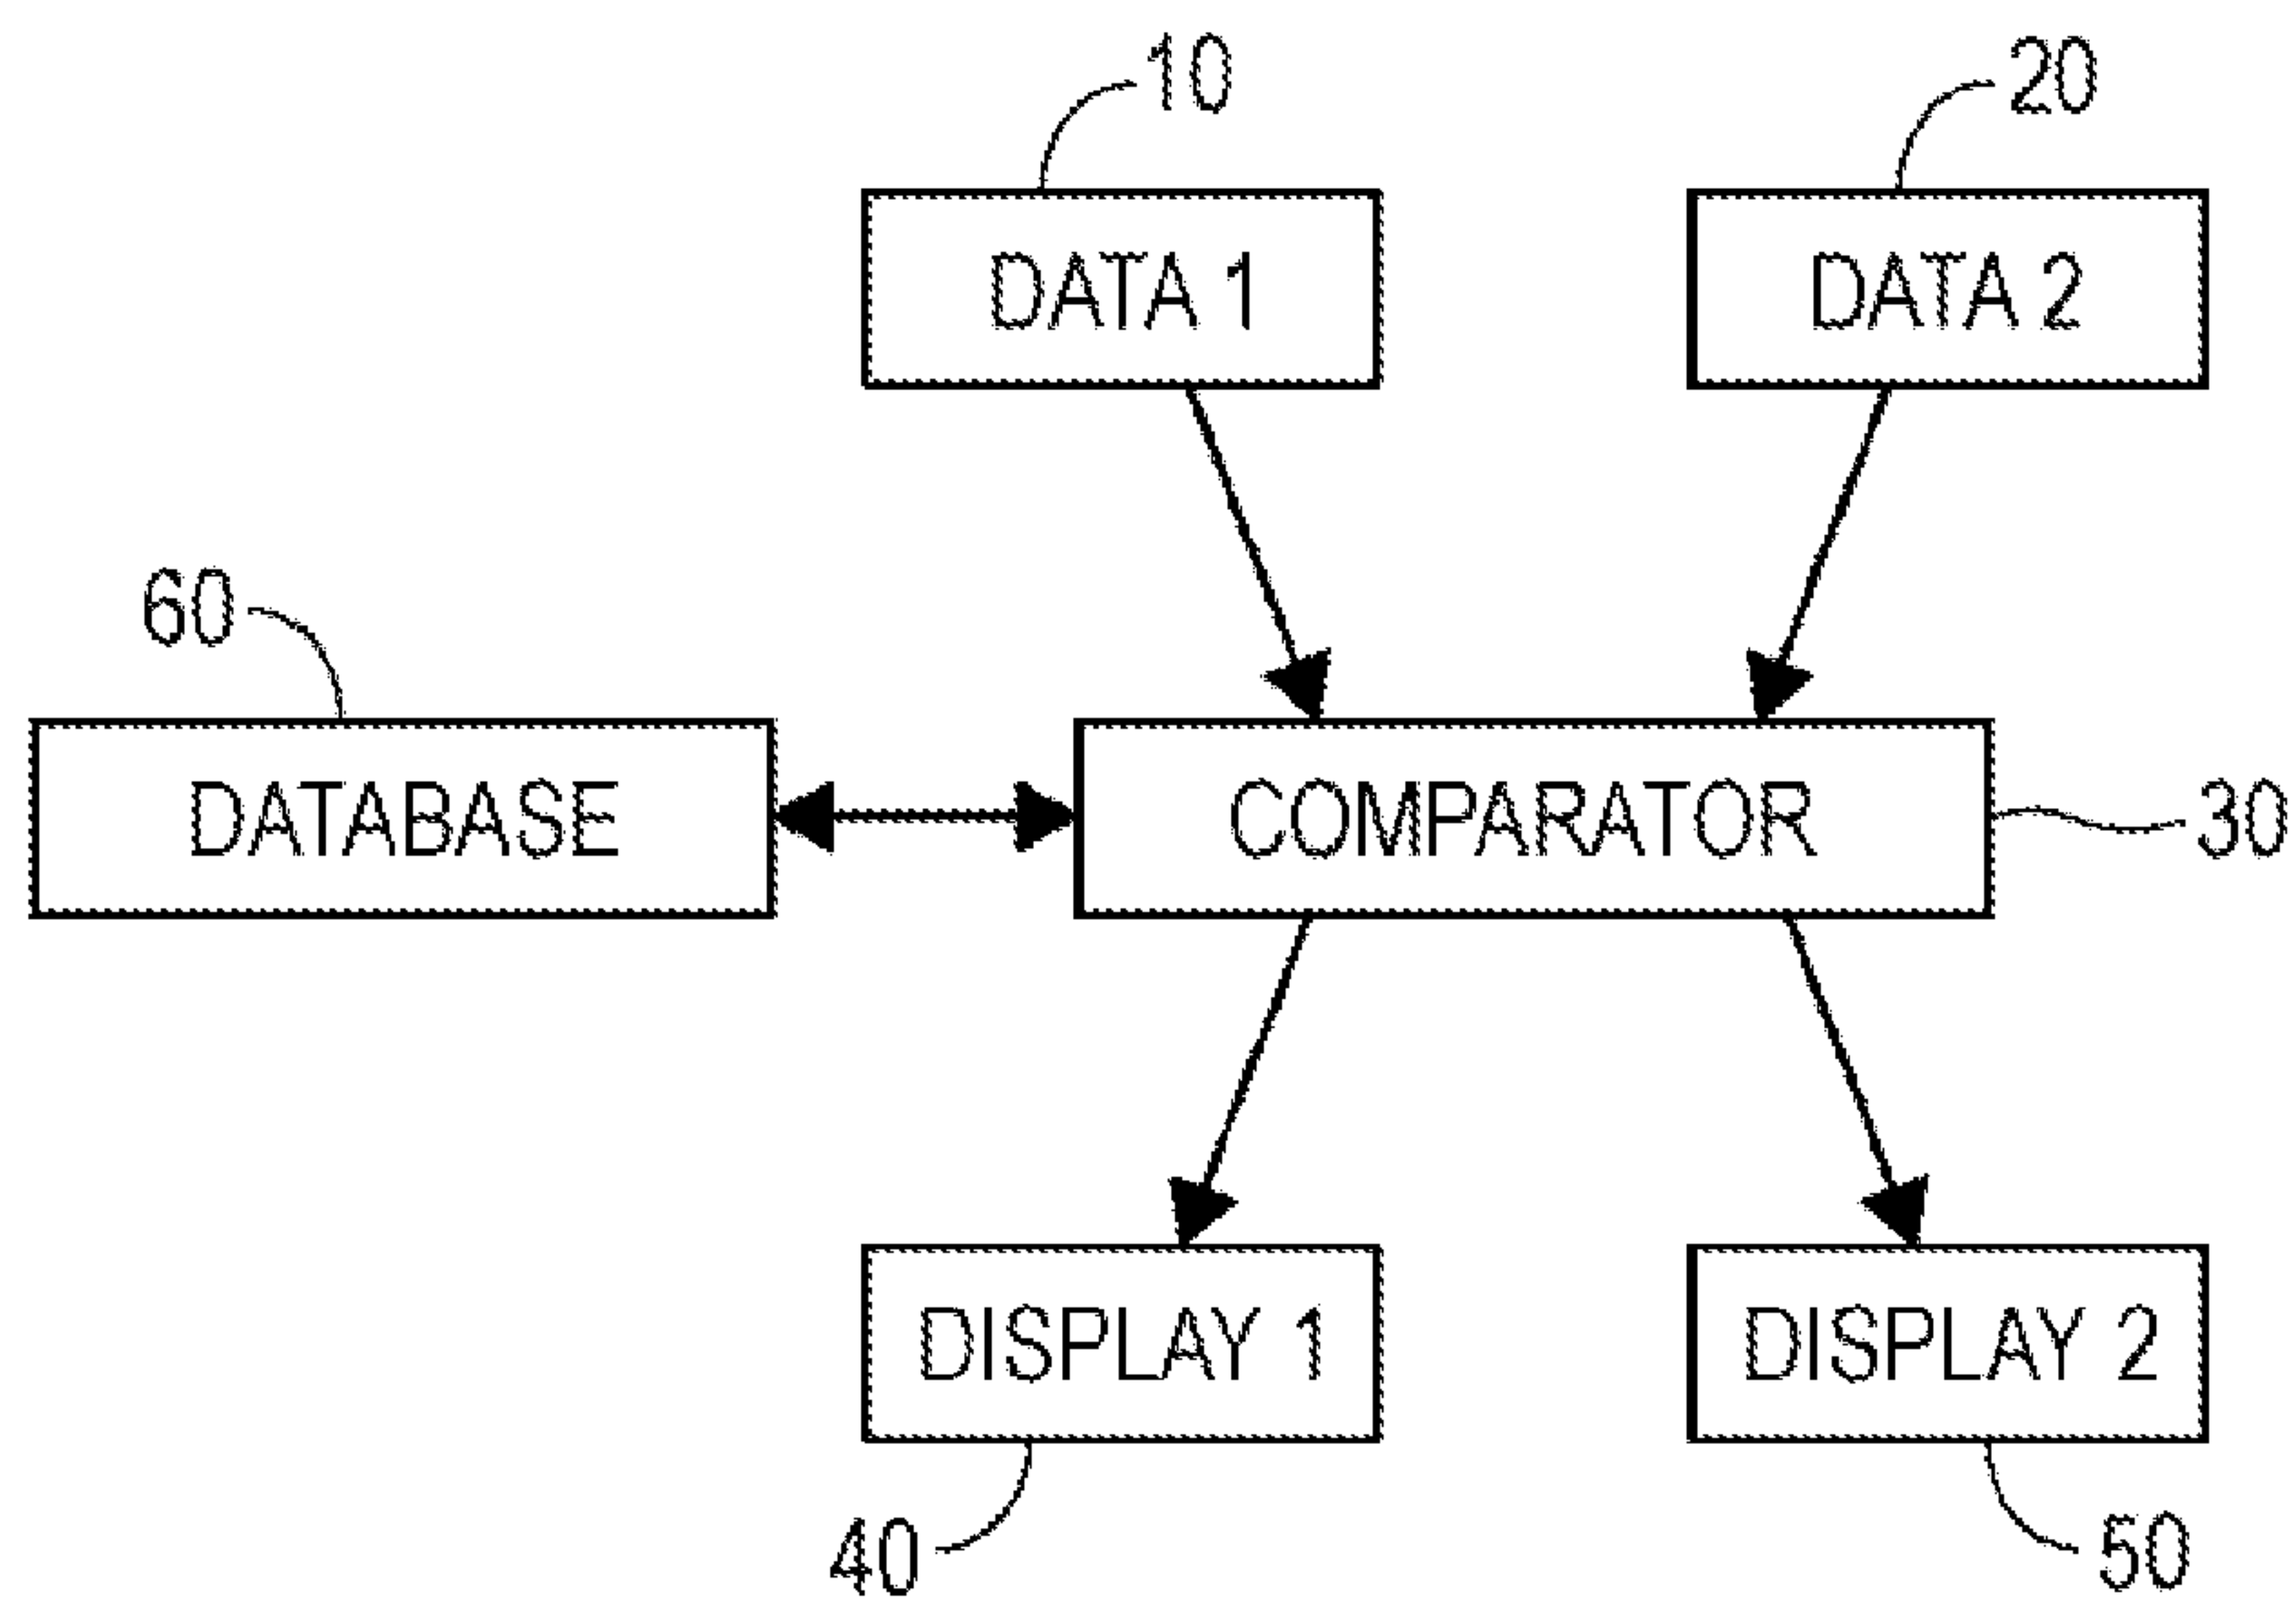 10
20
DATA 1
DATA 2
60
DATABASE
COMPARATOR
30
DISPLAY 1
DISPLAY 2
40
50